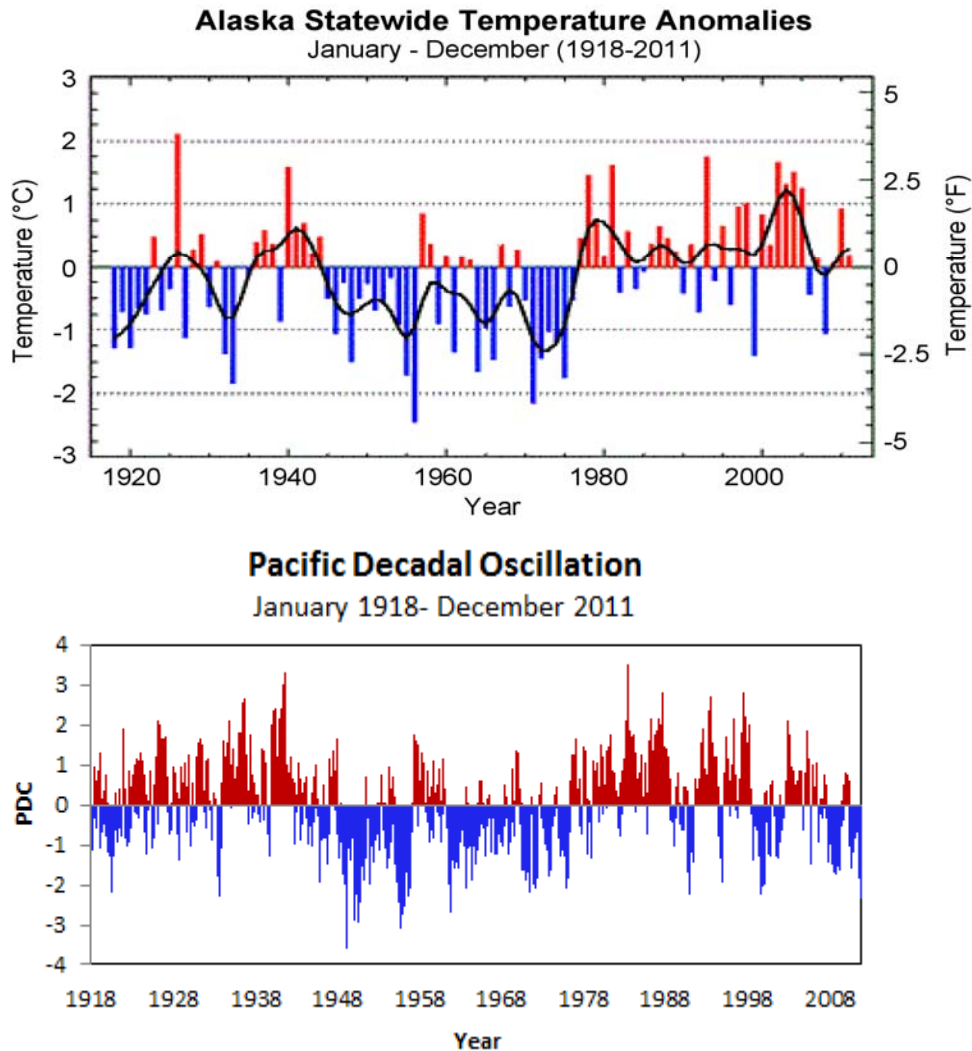 Alaska Statewide Temperature Anomalies
January - December (1918-2011)
Temperature (°C)
3
2
1
0
-1
-2
-3
5
2.5
0
-2.5
-5
Temperature (°F)
1920 1940 1960 1980 2000
Year
Pacific Decadal Oscillation
January 1918- December 2011
PDC
4
3
2
1
0
-1
-2
-3
-4
1918 1928 1938 1948 1958 1968 1978 1988 1998 2008
Year